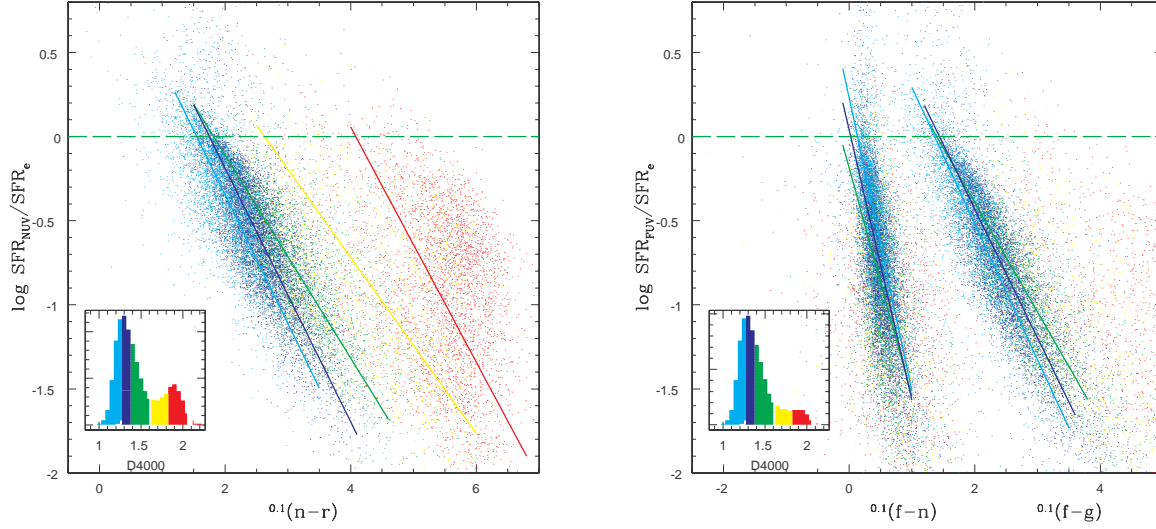 0.5
0
-0.5
-1
-1.5
-2
log SFR_NUV/SFR_e
1 1.5 2
D4000
0 2 4 6
0.1(n-r)
0.5
0
-0.5
-1
-1.5
-2
log SFR_FUV/SFR_e
1 1.5 2
D4000
-2 0 2 4
0.1(f-n) 0.1(f-g)